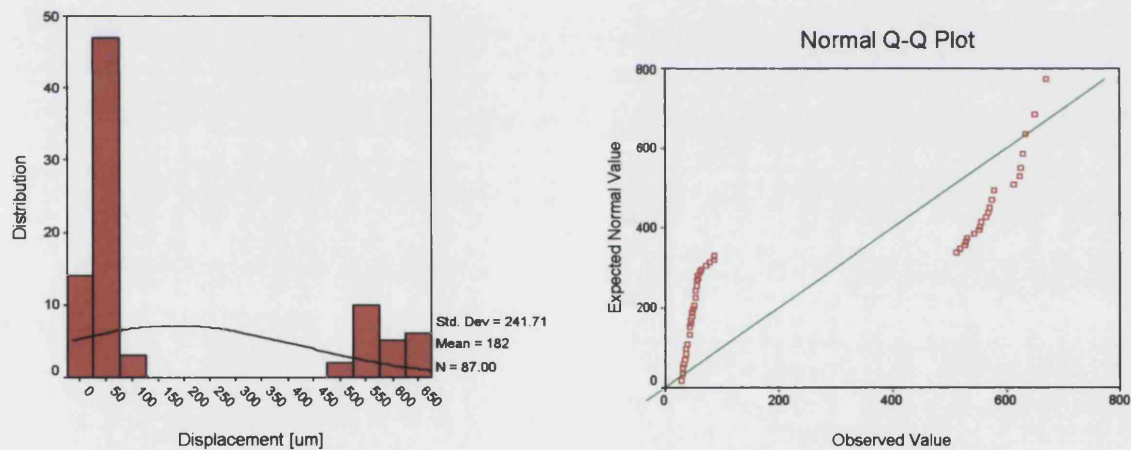 50
40
30
20
10
0
Distribution
0 50 100 150 200 250 300 350 400 450 500 550 600 650
Displacement [um]
Std. Dev = 241.71
Mean = 182
N = 87.00
Normal Q-Q Plot
800
600
400
200
0
Expected Normal Value
0 200 400 600 800
Observed Value